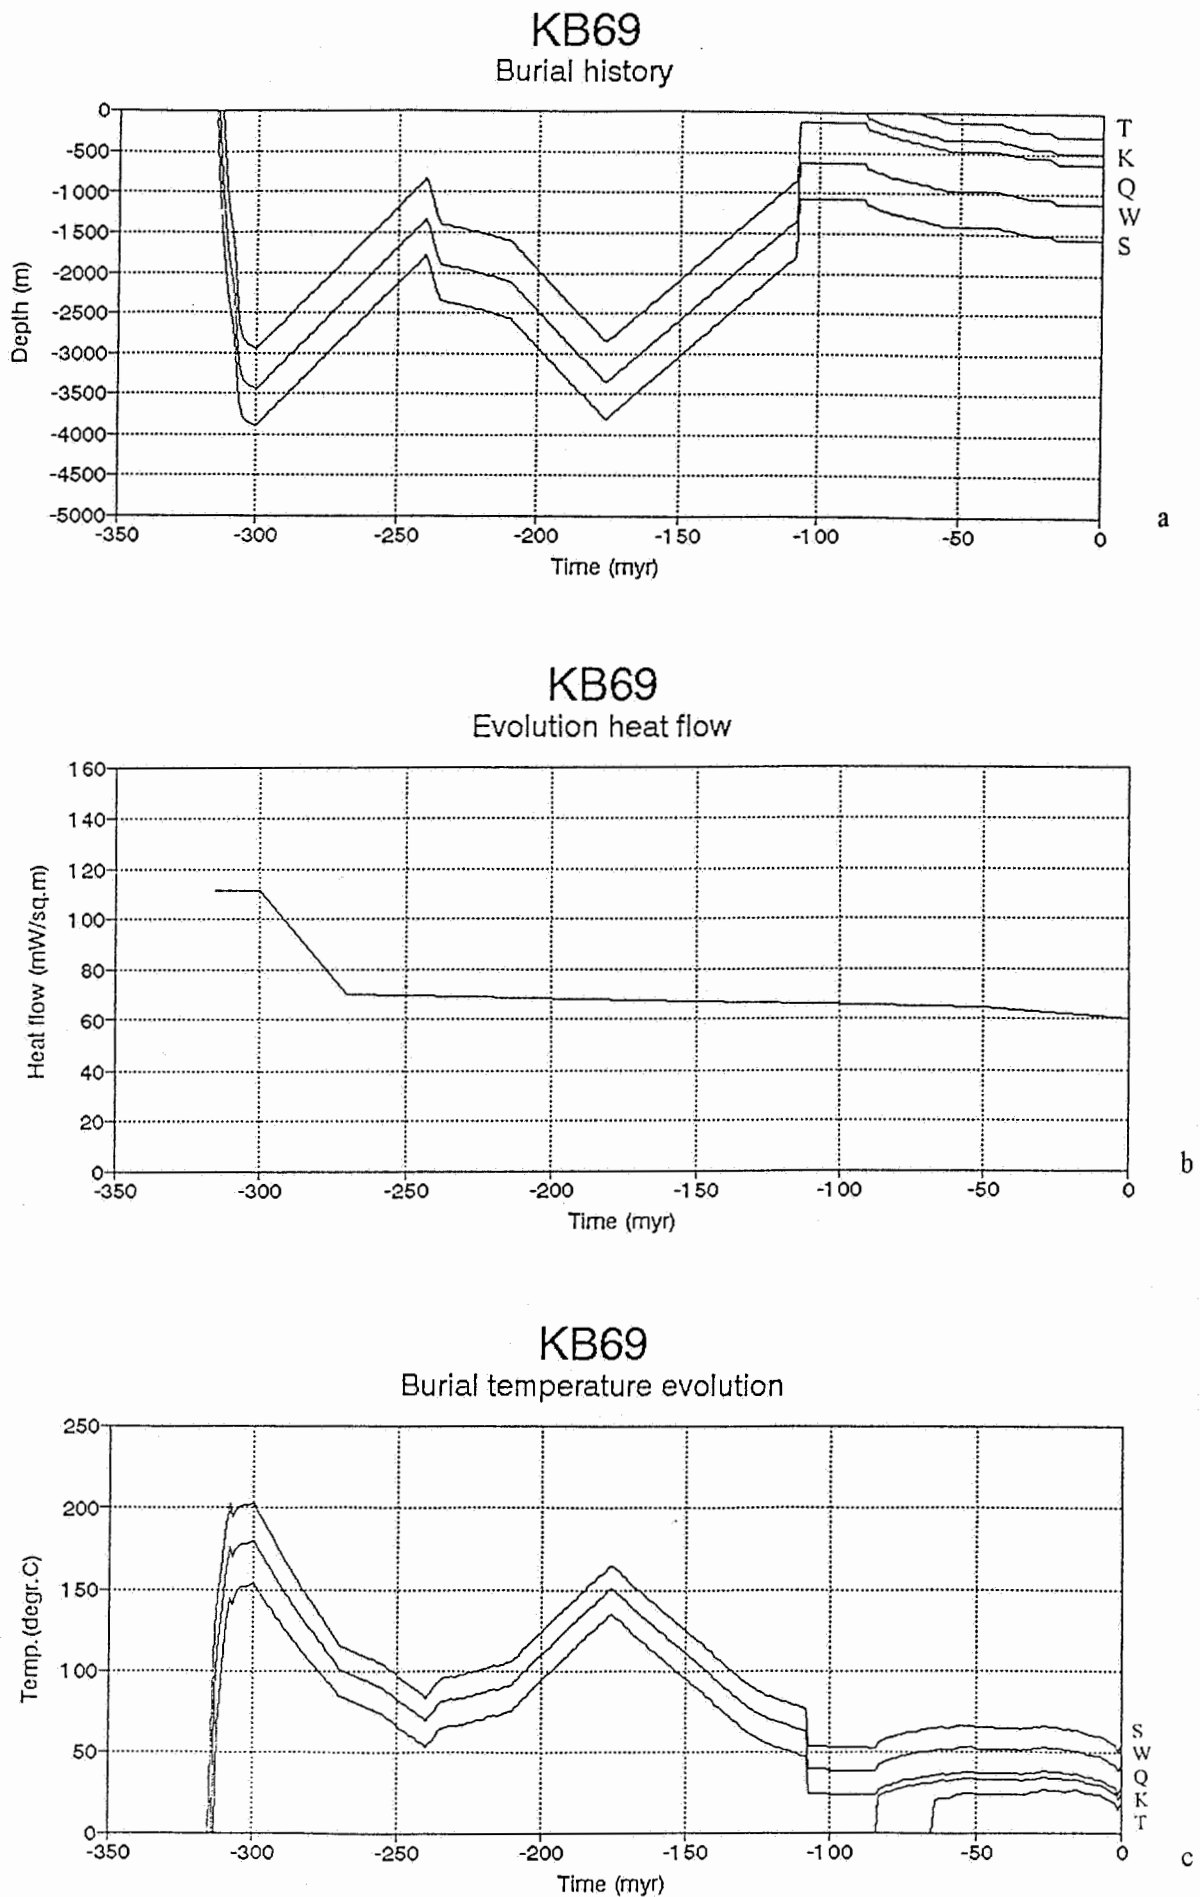 KB69
Burial history
0
-500
-1000
-1500
-2000
-2500
-3000
-3500
-4000
-4500
-5000
Depth (m)
-350 -300 -250 -200 -150 -100 -50 0
Time (myr)
T
K
Q
W
S
a
KB69
Evolution heat flow
160
140
120
100
80
60
40
20
0
Heat flow (mW/sq.m)
-350 -300 -250 -200 -150 -100 -50 0
Time (myr)
b
KB69
Burial temperature evolution
250
200
150
100
50
0
Temp.(degr.C)
-350 -300 -250 -200 -150 -100 -50 0
Time (myr)
S
W
Q
K
T
c